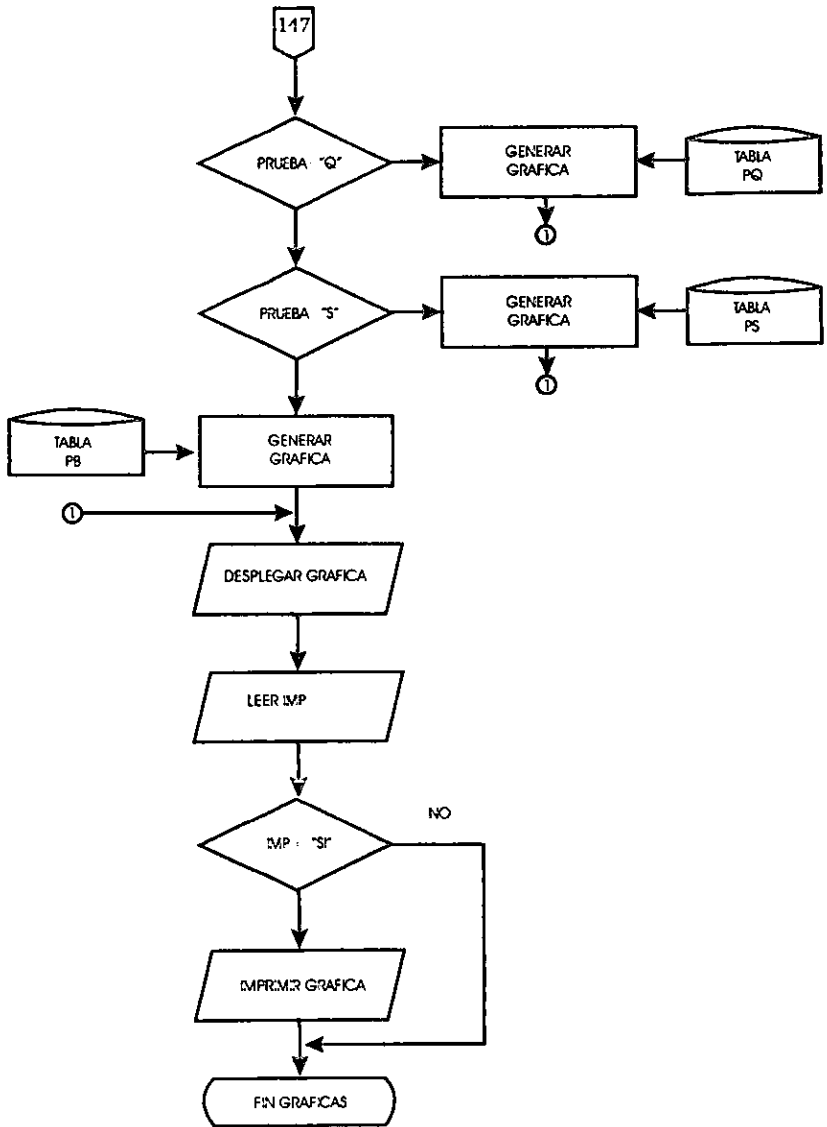 147
PRUEBA "Q"
GENERAR
GRAFICA
TABLA
PQ
1
PRUEBA "S"
GENERAR
GRAFICA
TABLA
PS
1
TABLA
PB
GENERAR
GRAFICA
1
DESPLEGAR GRAFICA
LEER IMP
IMP : "SI"
NO
IMPRIMIR GRAFICA
FIN GRAFICAS